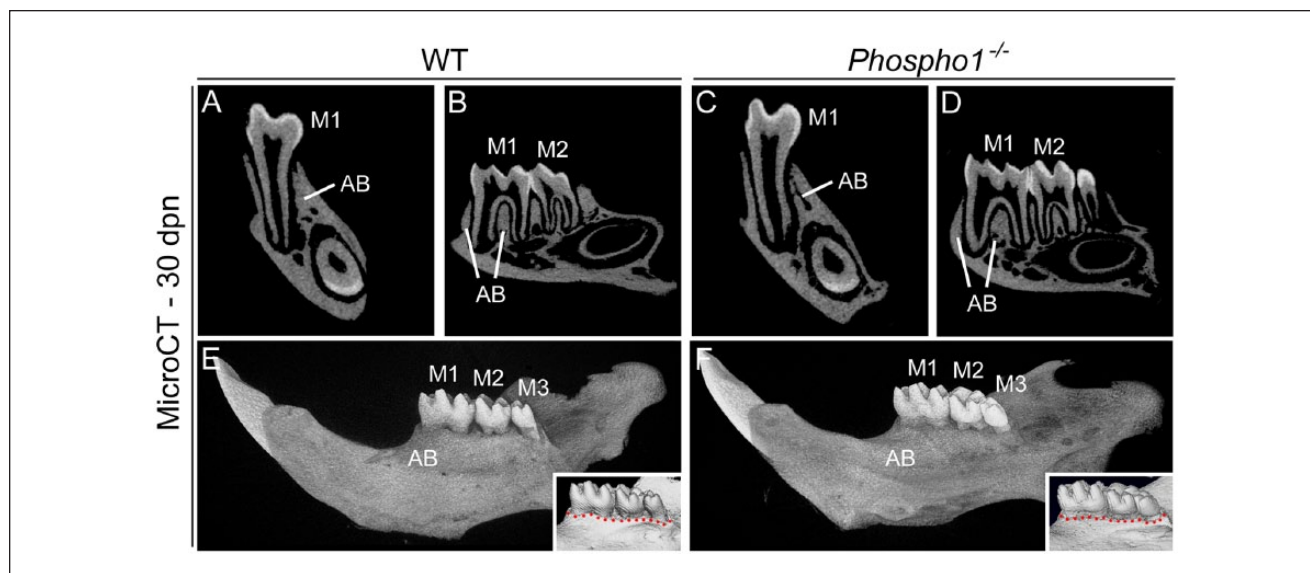 WT
Phospho1 -/-
MicroCT - 30 dpn
A
M1
AB
B
M1 M2
AB
C
M1
AB
D
M1 M2
AB
E
M1 M2 M3
AB
F
M1 M2 M3
AB